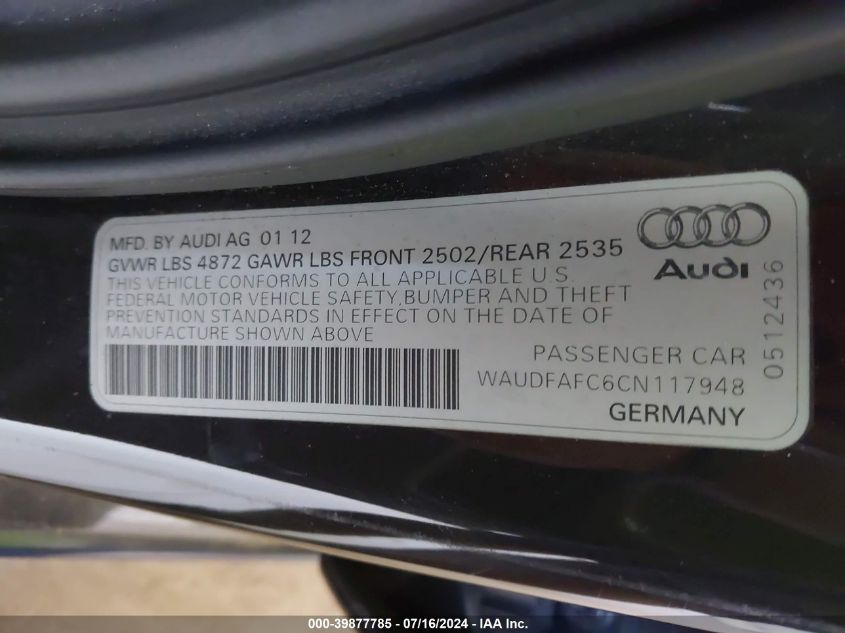 MFD. BY AUDI AG 01 12
GVWR LBS 4872 GAWR LBS FRONT 2502/REAR 2535
THIS VEHICLE CONFORMS TO ALL APPLICABLE U.S
FEDERAL MOTOR VEHICLE SAFETY, BUMPER AND THEFT
PREVENTION STANDARDS IN EFFECT ON THE DATE OF
MANUFACTURE SHOWN ABOVE
Audi
PASSENGER CAR
WAUDFAFC6CN117948
GERMANY
0512436
000-39877785 - 07/16/2024 - IAA Inc.